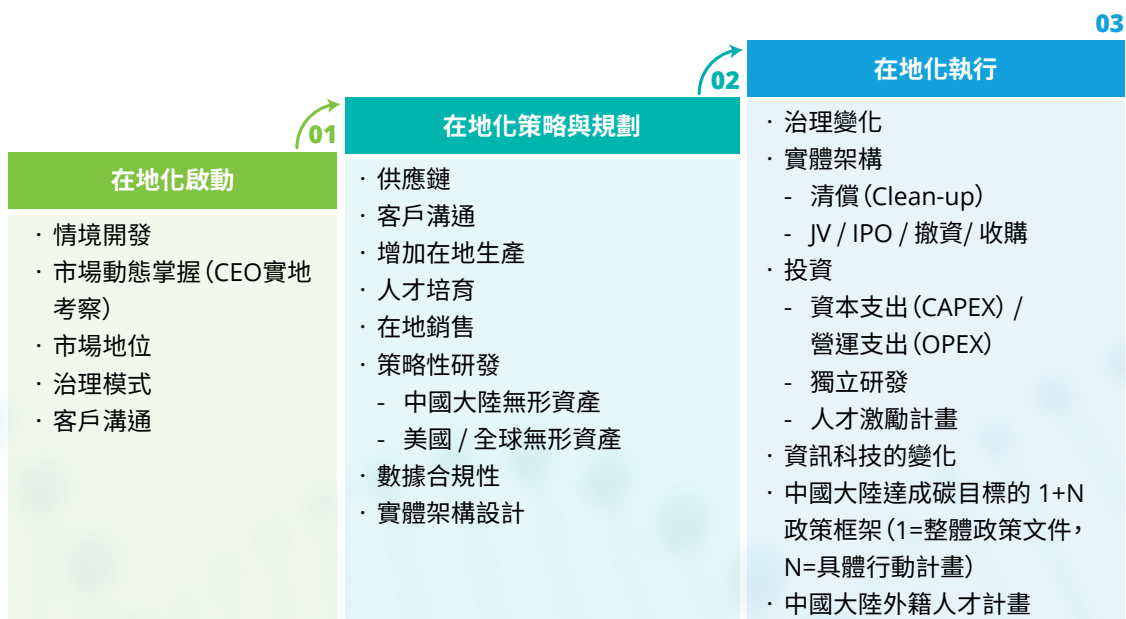 01
在地化啟動
· 情境開發
· 市場動態掌握（CEO實地
考察）
· 市場地位
· 治理模式
· 客戶溝通
02
在地化策略與規劃
· 供應鏈
· 客戶溝通
· 增加在地生產
· 人才培育
· 在地銷售
· 策略性研發
- 中國大陸無形資產
- 美國 / 全球無形資產
· 數據合規性
· 實體架構設計
03
在地化執行
· 治理變化
· 實體架構
- 清償（Clean-up）
- JV / IPO / 撤資/ 收購
· 投資
- 資本支出（CAPEX） /
營運支出（OPEX）
- 獨立研發
- 人才激勵計畫
· 資訊科技的變化
· 中國大陸達成碳目標的 1+N
政策框架（1=整體政策文件，
N=具體行動計畫）
· 中國大陸外籍人才計畫